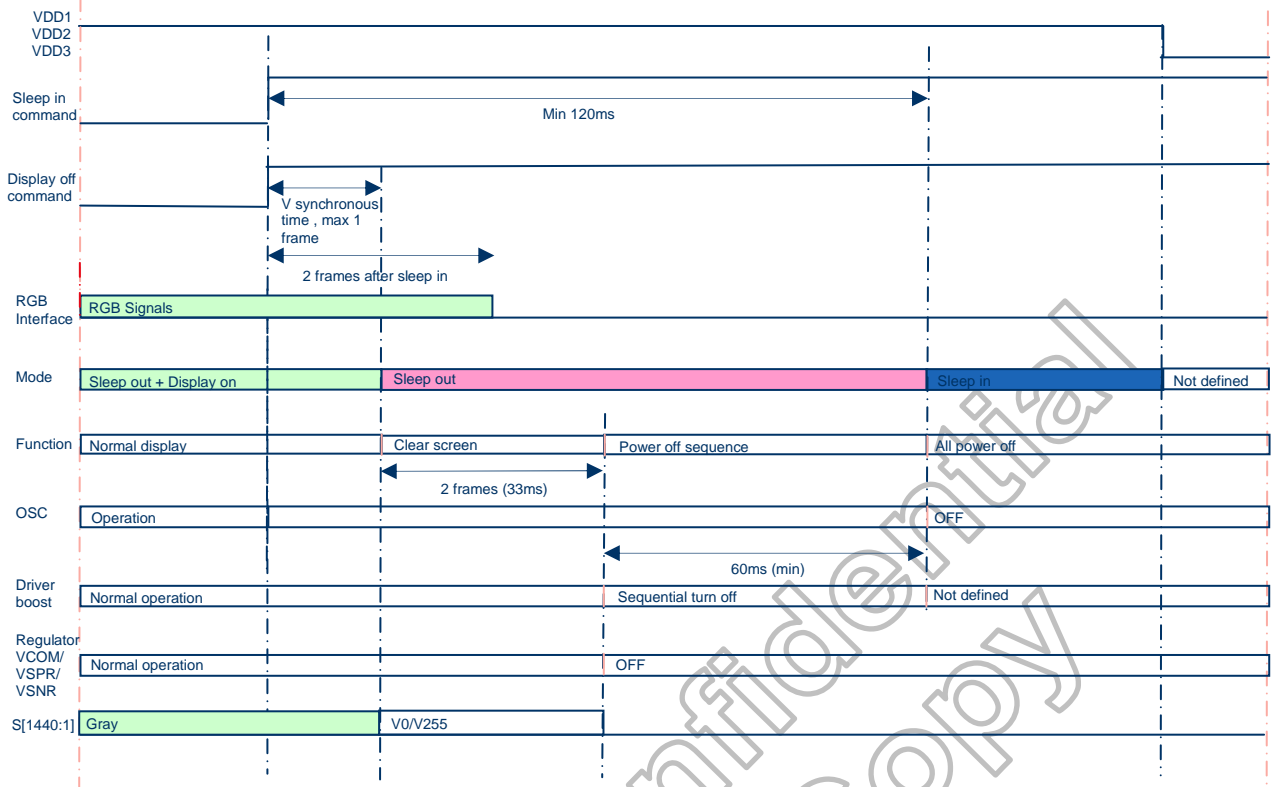 VDD1
VDD2
VDD3
Sleep in
command
Min 120ms
Display off
command
V synchronous
time , max 1
frame
2 frames after sleep in
RGB
Interface
RGB Signals
Mode
Sleep out + Display on
Sleep out
Sleep in
Not defined
Function
Normal display
Clear screen
Power off sequence
All power off
2 frames (33ms)
OSC
Operation
OFF
60ms (min)
Driver
boost
Normal operation
Sequential turn off
Not defined
Regulator
VCOM/
VSPR/
VSNR
Normal operation
OFF
S[1440:1]
Gray
V0/V255
nfidential
Copy